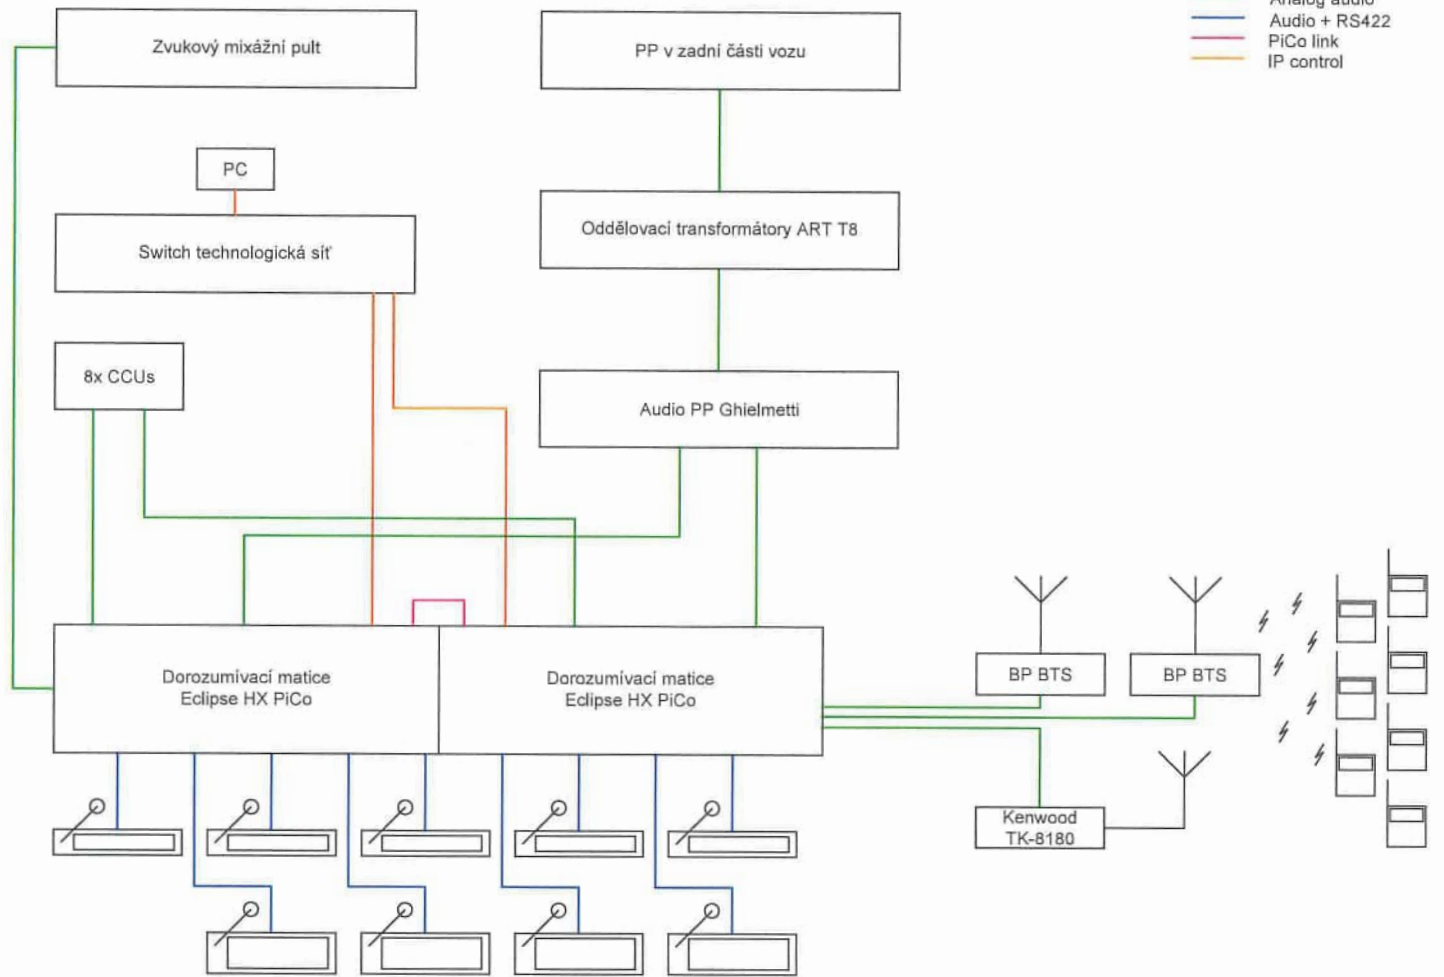 Analog audio
Audio + RS422
PiCo link
IP control
Zvukový mixážní pult
PP v zadní části vozu
PC
Switch technologická síť
Oddělovací transformátory ART T8
8x CCUs
Audio PP Ghielmetti
Dorozumívací matice
Eclipse HX PiCo
Dorozumívací matice
Eclipse HX PiCo
BP BTS
BP BTS
Kenwood
TK-8180